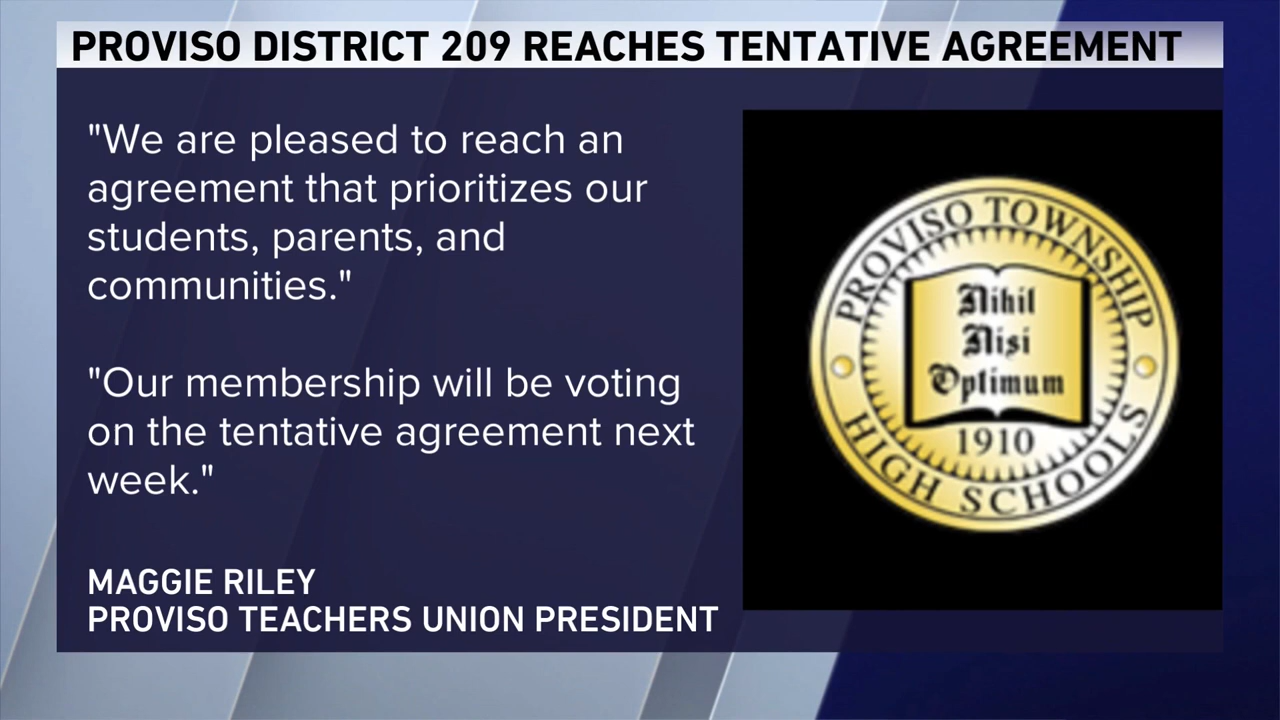 PROVISO DISTRICT 209 REACHES TENTATIVE AGREEMENT
"We are pleased to reach an
agreement that prioritizes our
students, parents, and
communities."
"Our membership will be voting
on the tentative agreement next
week."
MAGGIE RILEY
PROVISO TEACHERS UNION PRESIDENT
PROVISO TOWNSHIP
Nihil
Nisi
Optimum
1910
HIGH SCHOOLS